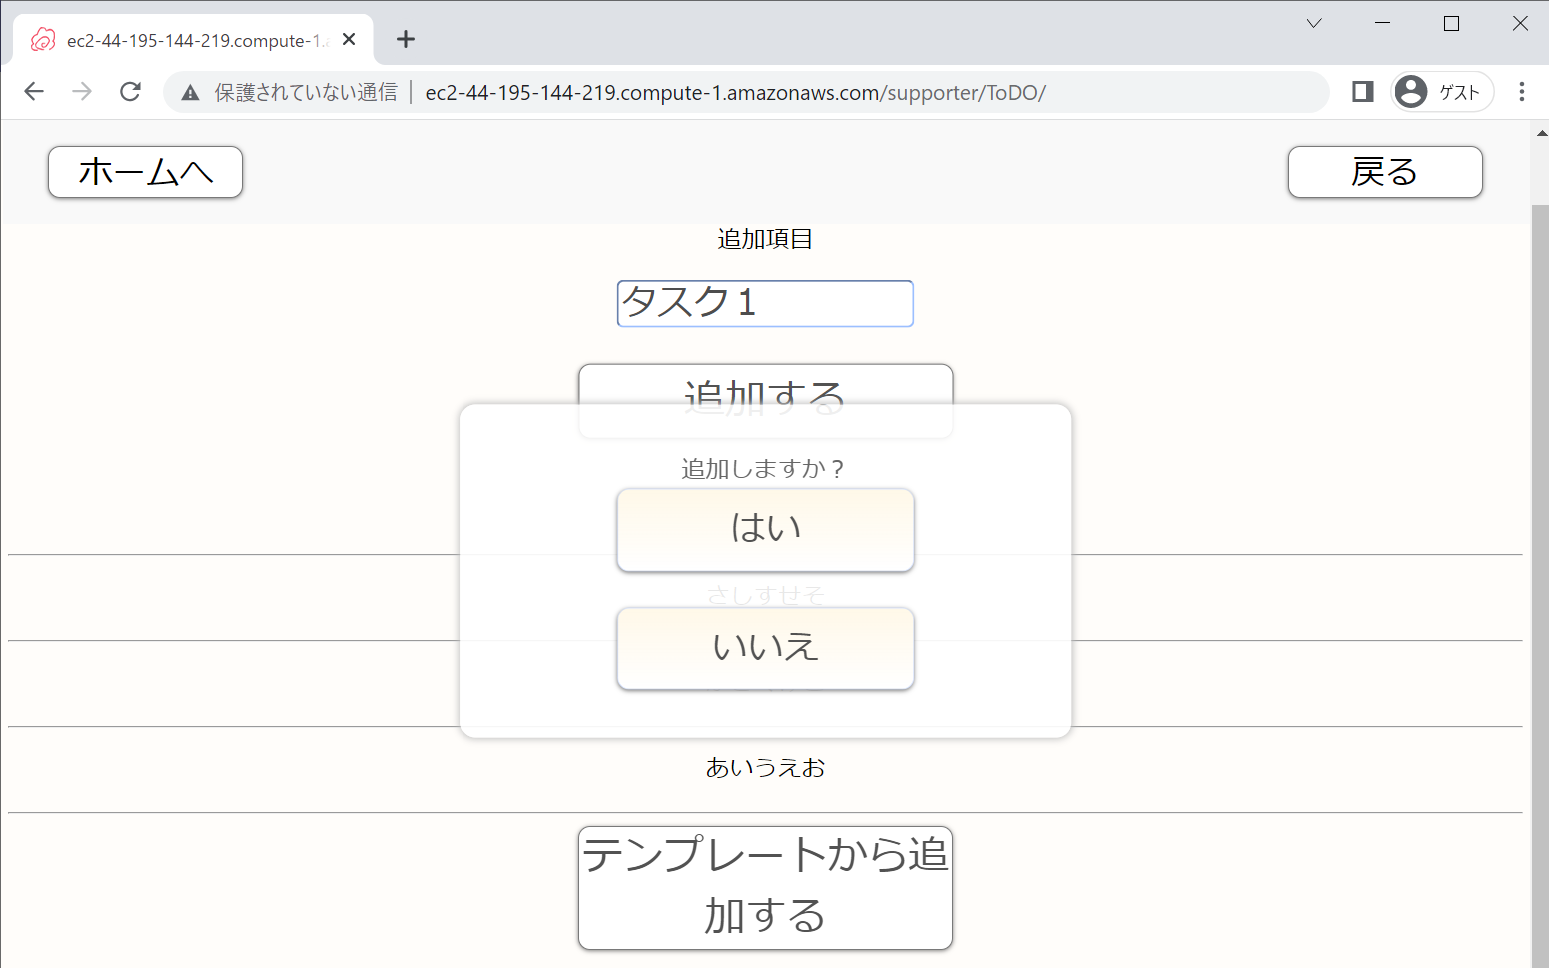 ec2-44-195-144-219.compute-1.a
保護されていない通信
ec2-44-195-144-219.compute-1.amazonaws.com/supporter/ToDO/
ゲスト
ホームへ
戻る
追加項目
タスク１
追加する
追加しますか？
はい
さしすせそ
いいえ
あいうえお
テンプレートから追
加する